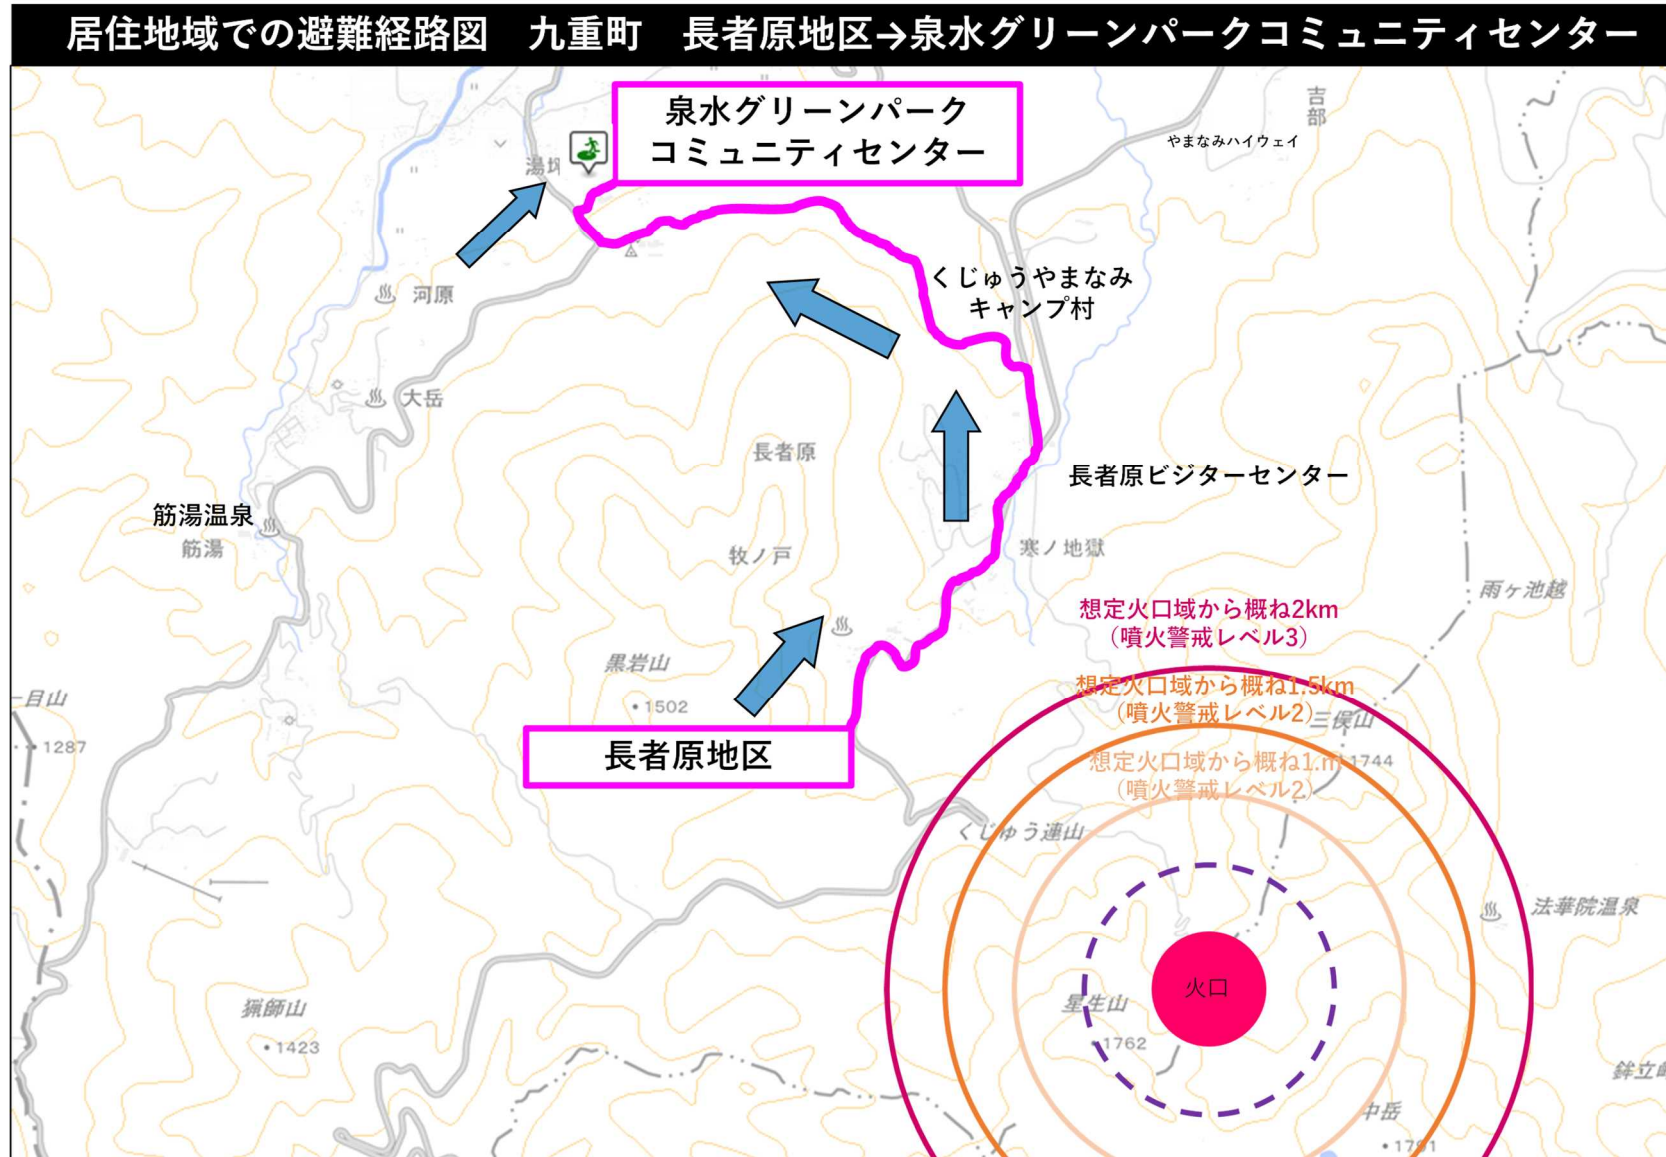 居住地域での避難経路図　九重町　長者原地区→泉水グリーンパークコミュニティセンター
泉水グリーンパーク
コミュニティセンター
吉部
やまなみハイウェイ
くじゅうやまなみ
キャンプ村
河原
大岳
長者原
長者原ビジターセンター
筋湯温泉
筋湯
牧ノ戸
寒ノ地獄
雨ヶ池越
想定火口域から概ね2km
（噴火警戒レベル3）
黒岩山
1502
想定火口域から概ね1.5km
（噴火警戒レベル2）
三俣山
1744
一目山
1287
長者原地区
想定火口域から概ね1.
（噴火警戒レベル2）
くじゅう連山
法華院温泉
火口
星生山
1762
猟師山
1423
鉾立
中岳
1791